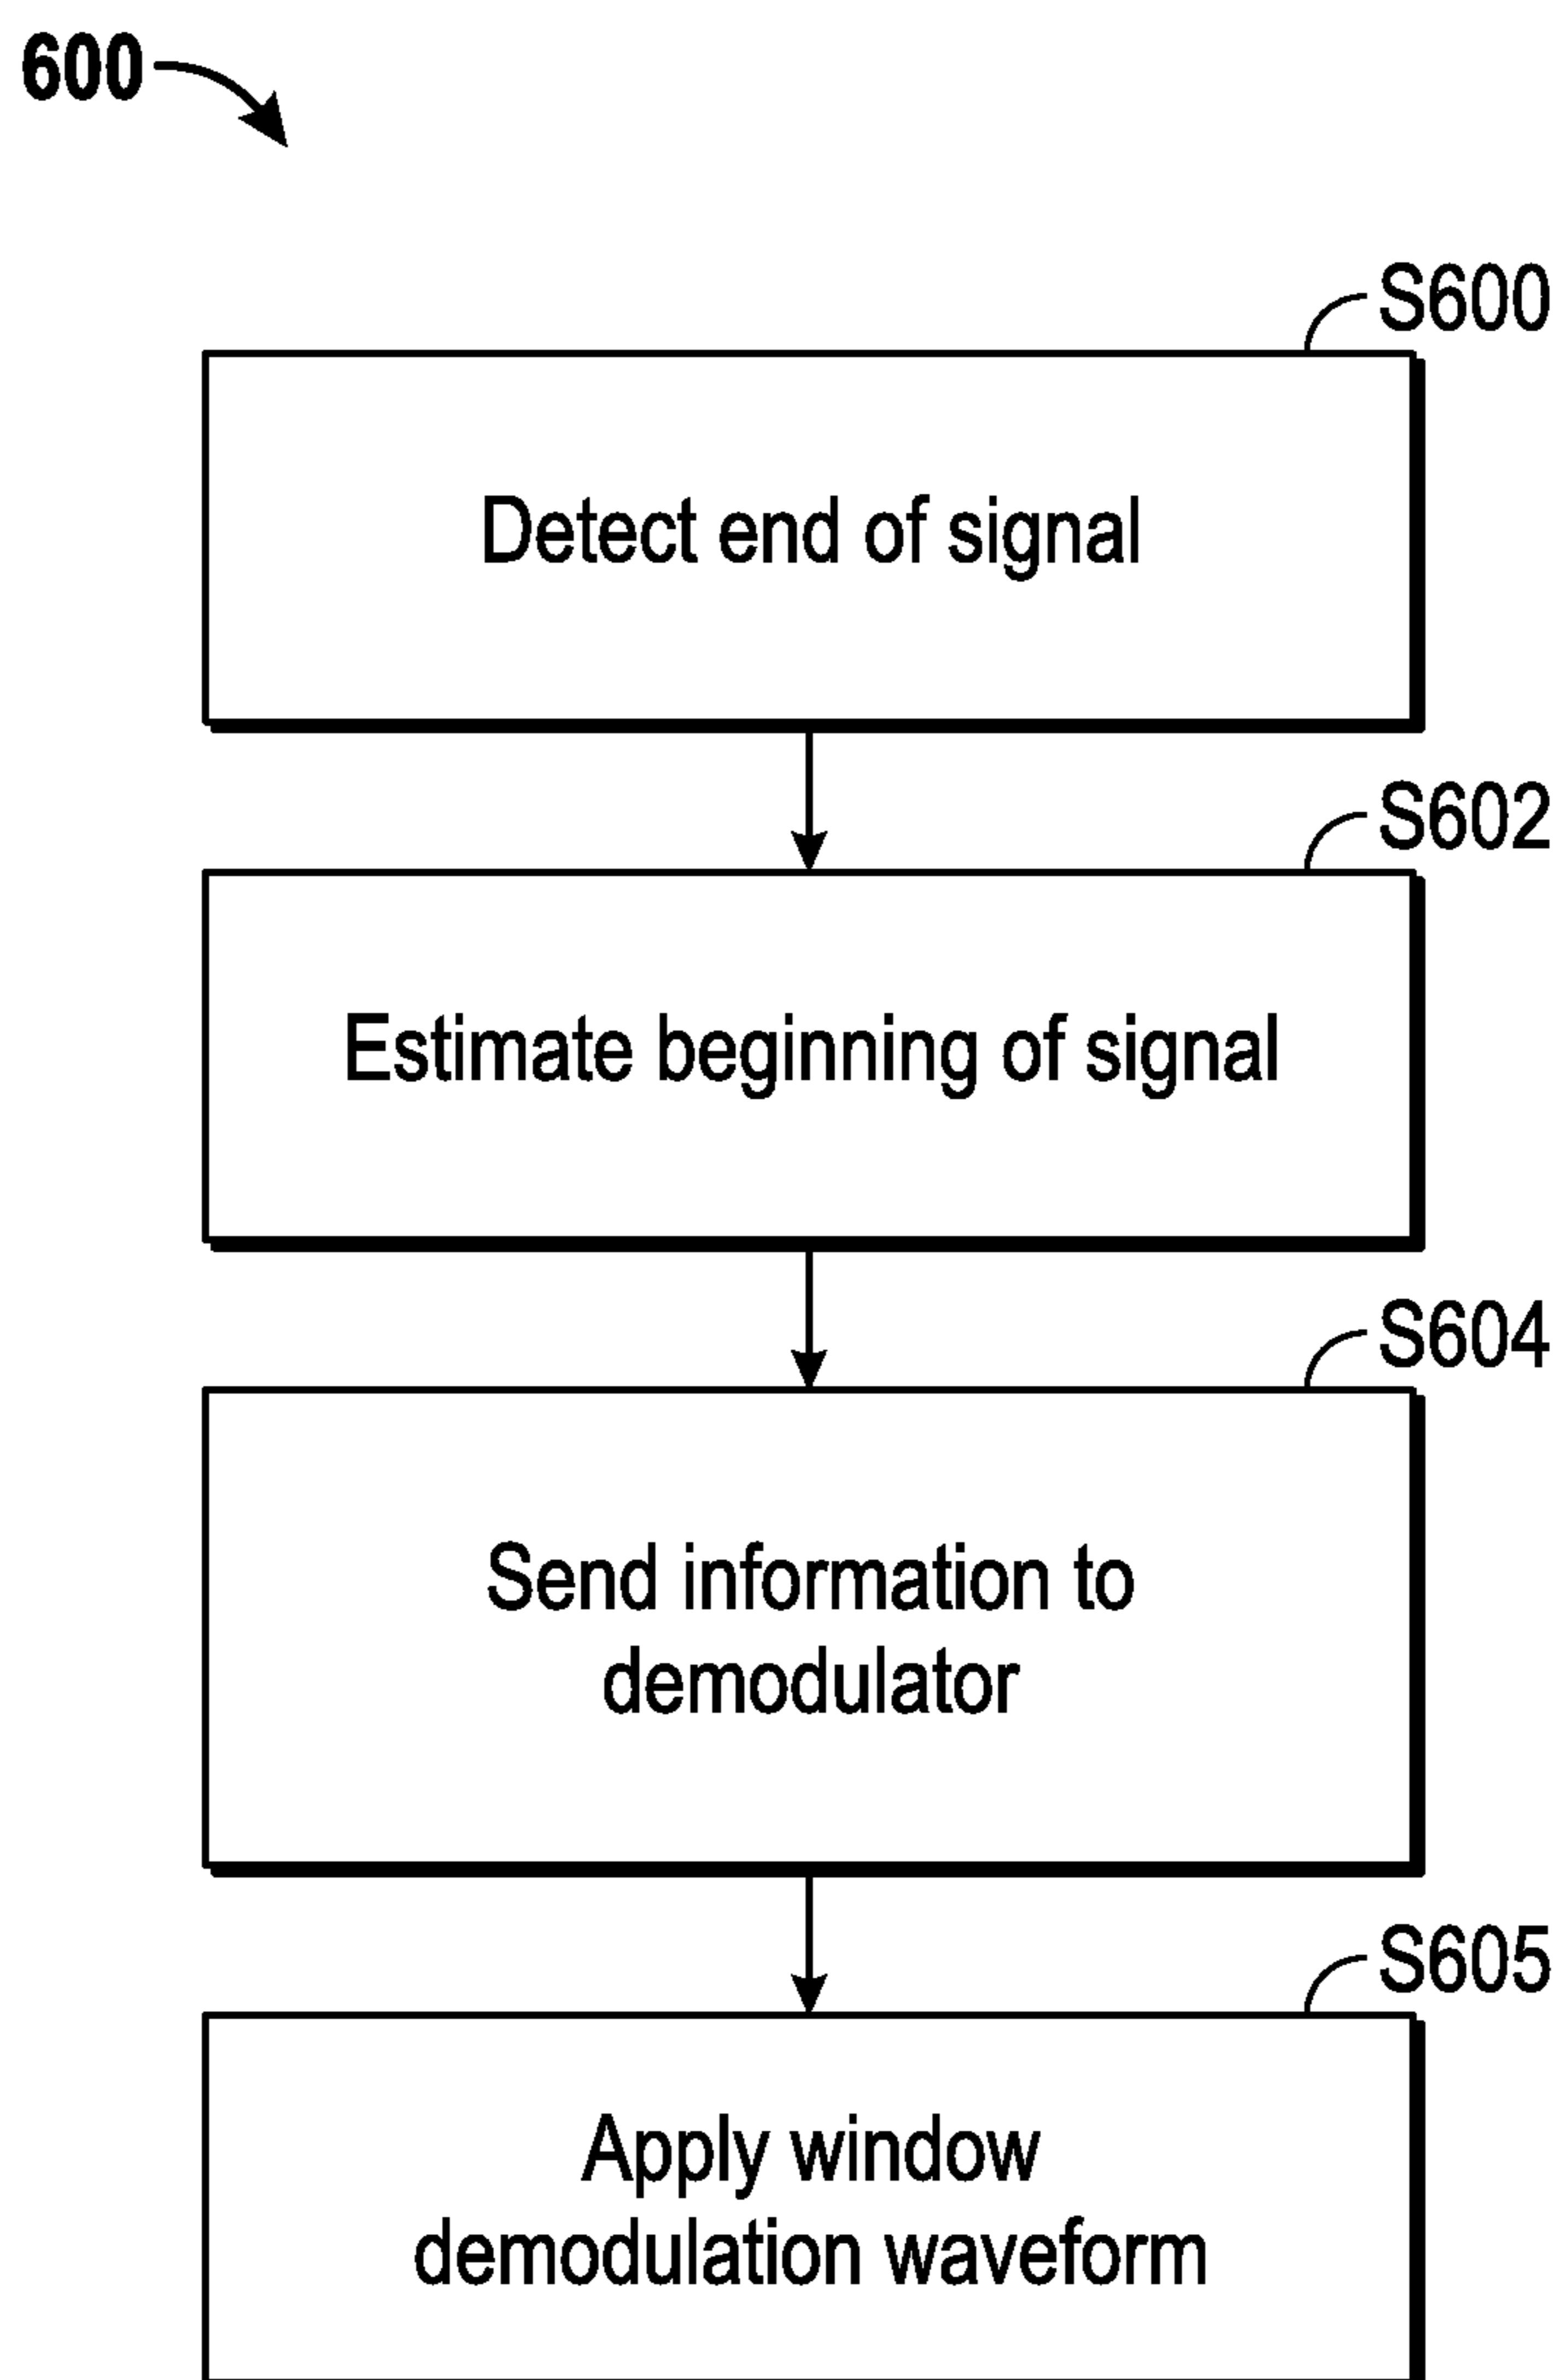 600
S600
Detect end of signal
S602
Estimate beginning of signal
S604
Send information to
demodulator
S605
Apply window
demodulation waveform